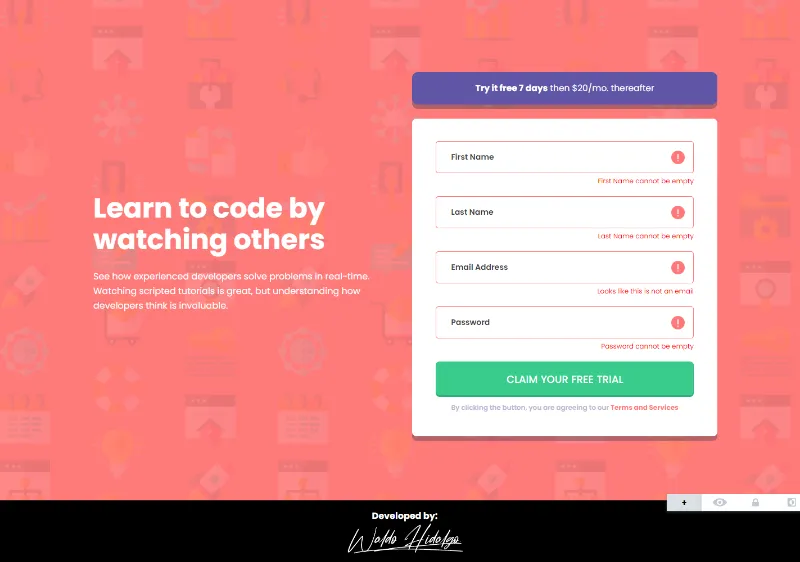 Try it free 7 days then $20/mo. thereafter
First Name
First Name cannot be empty
Last Name
Last Name cannot be empty
Email Address
Looks like this is not an email
Password
Password cannot be empty
CLAIM YOUR FREE TRIAL
By clicking the button, you are agreeing to our Terms and Services
Learn to code by
watching others
See how experienced developers solve problems in real-time.
Watching scripted tutorials is great, but understanding how
developers think is invaluable.
Developed by:
Waldo Hidalgo